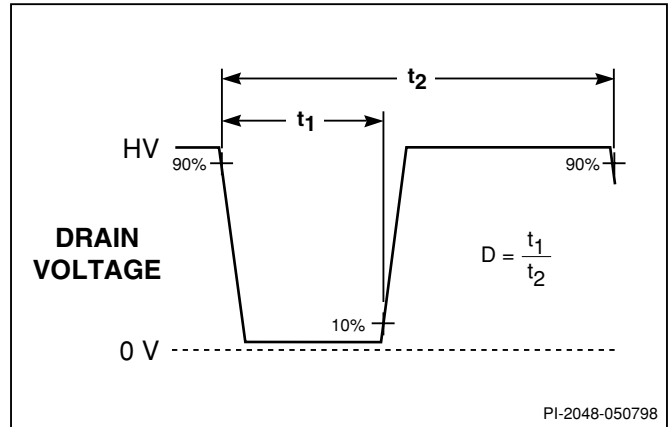 t2
t1
HV
90%
90%
DRAIN
VOLTAGE
D = t1
t2
10%
0 V
PI-2048-050798